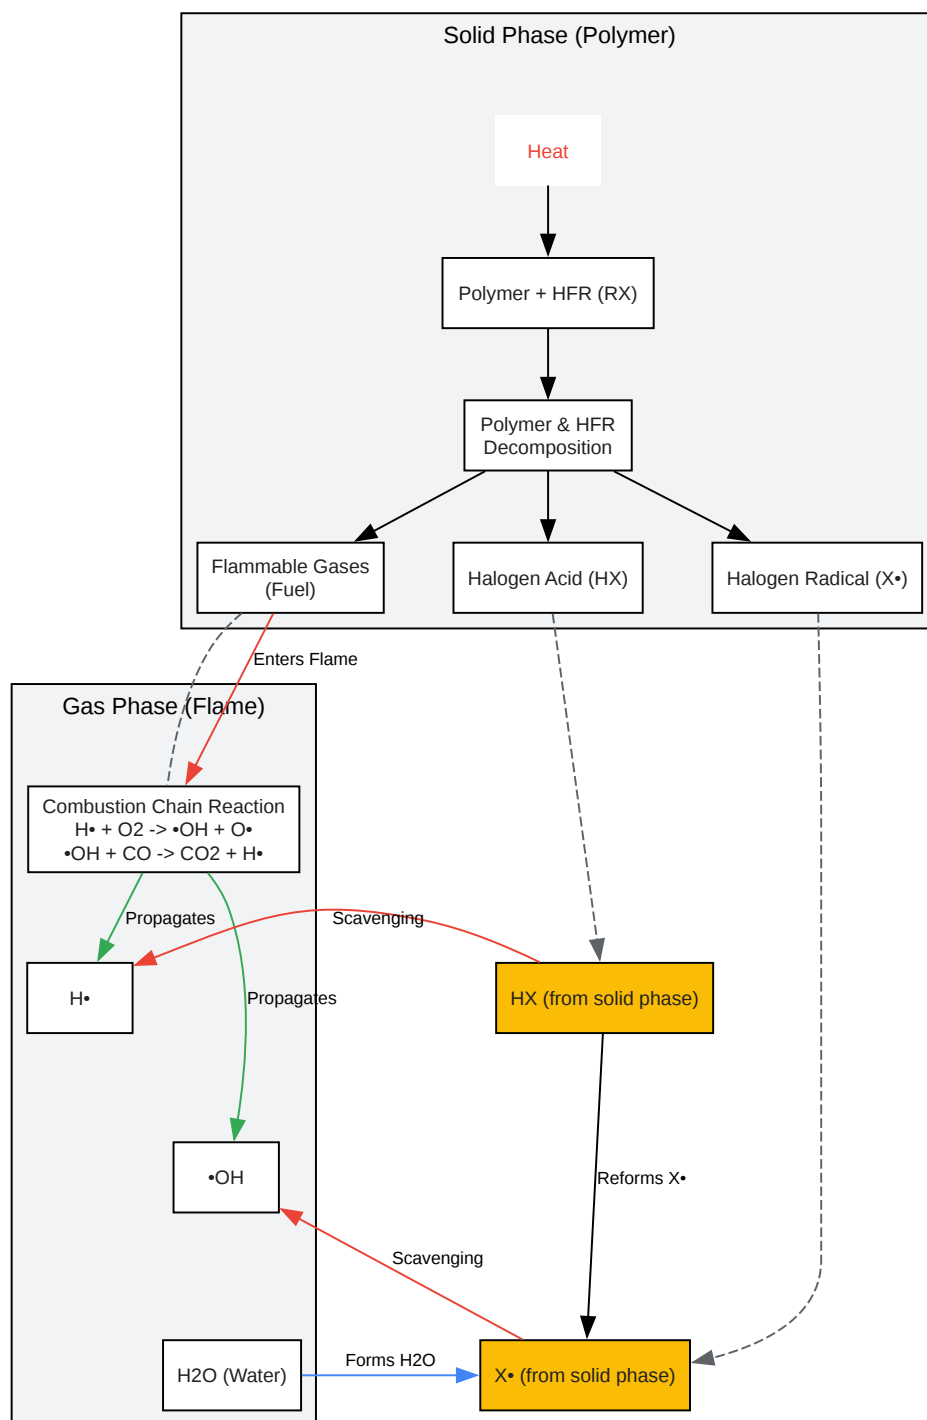 Solid Phase (Polymer)
Heat
Polymer + HFR (RX)
Polymer & HFR
Decomposition
Flammable Gases
(Fuel)
Halogen Acid (HX)
Halogen Radical (X•)
Enters Flame
Gas Phase (Flame)
Combustion Chain Reaction
H• + O2 -> •OH + O•
•OH + CO -> CO2 + H•
Propagates
Scavenging
H•
HX (from solid phase)
Propagates
•OH
Reforms X•
Scavenging
Forms H2O
H2O (Water)
X• (from solid phase)